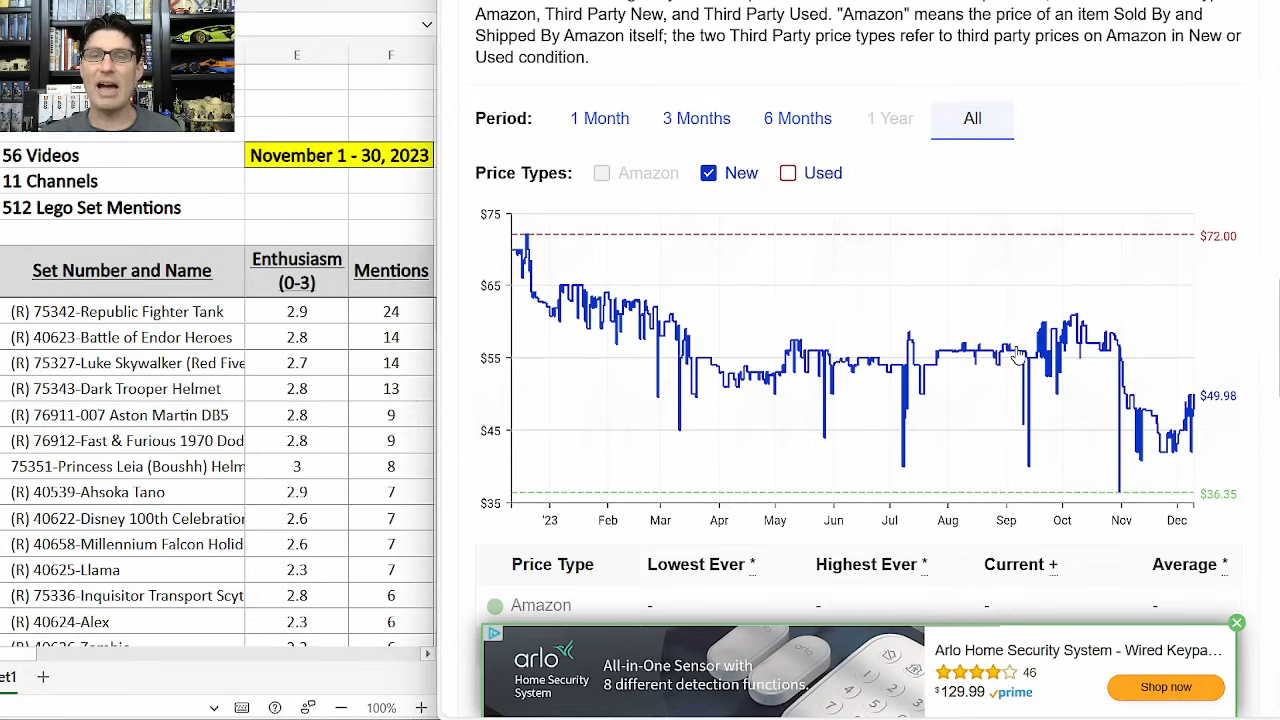 E F
56 Videos November 1 - 30, 2023
11 Channels
512 Lego Set Mentions
Set Number and Name Enthusiasm (0-3) Mentions
(R) 75342-Republic Fighter Tank 2.9 24
(R) 40623-Battle of Endor Heroes 2.8 14
(R) 75327-Luke Skywalker (Red Five 2.7 14
(R) 75343-Dark Trooper Helmet 2.8 13
(R) 76911-007 Aston Martin DB5 2.8 9
(R) 76912-Fast & Furious 1970 Dod 2.8 9
75351-Princess Leia (Boushh) Helm 3 8
(R) 40539-Ahsoka Tano 2.9 7
(R) 40622-Disney 100th Celebration 2.6 7
(R) 40658-Millennium Falcon Holid 2.6 7
(R) 40625-Llama 2.3 7
(R) 75336-Inquisitor Transport Scyt 2.8 6
(R) 40624-Alex 2.3 6
et1 +
100%
Amazon, Third Party New, and Third Party Used. "Amazon" means the price of an item Sold By and
Shipped By Amazon itself; the two Third Party price types refer to third party prices on Amazon in New or
Used condition.
Period: 1 Month 3 Months 6 Months 1 Year All
Price Types: Amazon New Used
$75
$72.00
$65
$55
$49.98
$45
$36.35
$35
'23 Feb Mar Apr May Jun Jul Aug Sep Oct Nov Dec
Price Type Lowest Ever * Highest Ever * Current + Average *
Amazon - - - -
arlo
Home Security
System
All-in-One Sensor with
8 different detection functions.
Arlo Home Security System - Wired Keypa...
46
$129.99 prime
Shop now